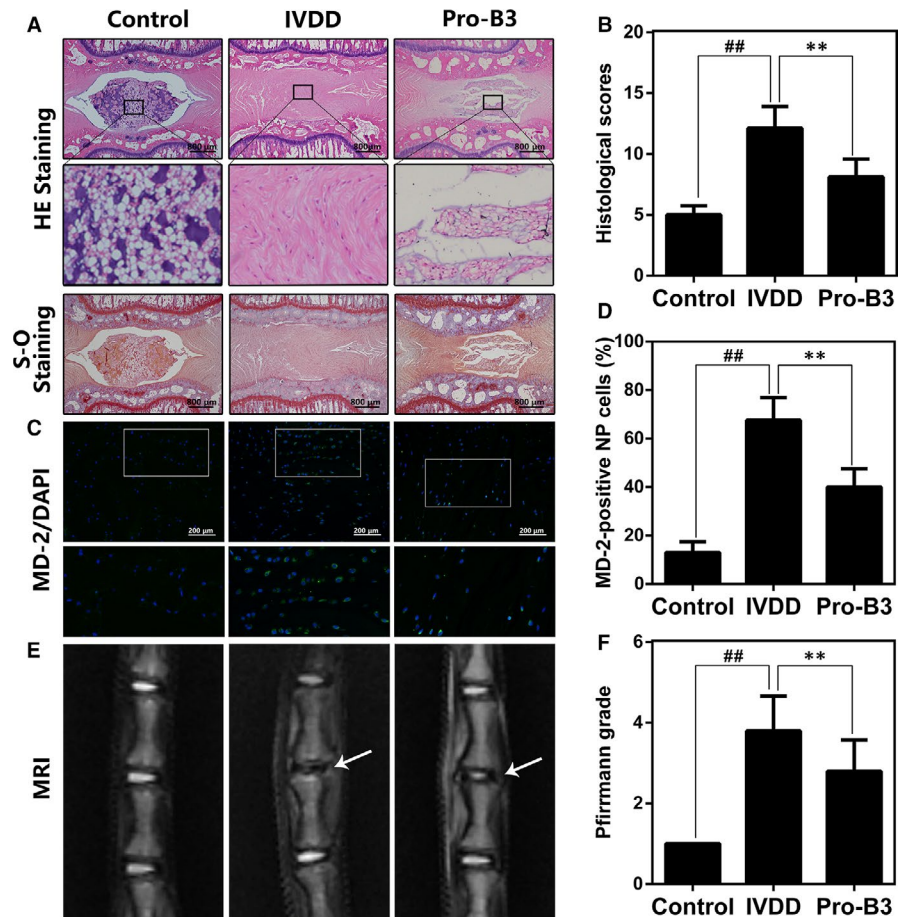 A
Control
IVDD
Pro-B3
HE Staining
800 μm
800 μm
800 μm
S-O
Staining
800 μm
800 μm
800 μm
B
Histological scores
20
15
10
5
0
##
**
Control
IVDD
Pro-B3
C
MD-2/DAPI
200 μm
200 μm
200 μm
D
MD-2-positive NP cells (%)
100
80
60
40
20
0
##
**
Control
IVDD
Pro-B3
E
MRI
F
Pfirrmann grade
6
4
2
0
##
**
Control
IVDD
Pro-B3